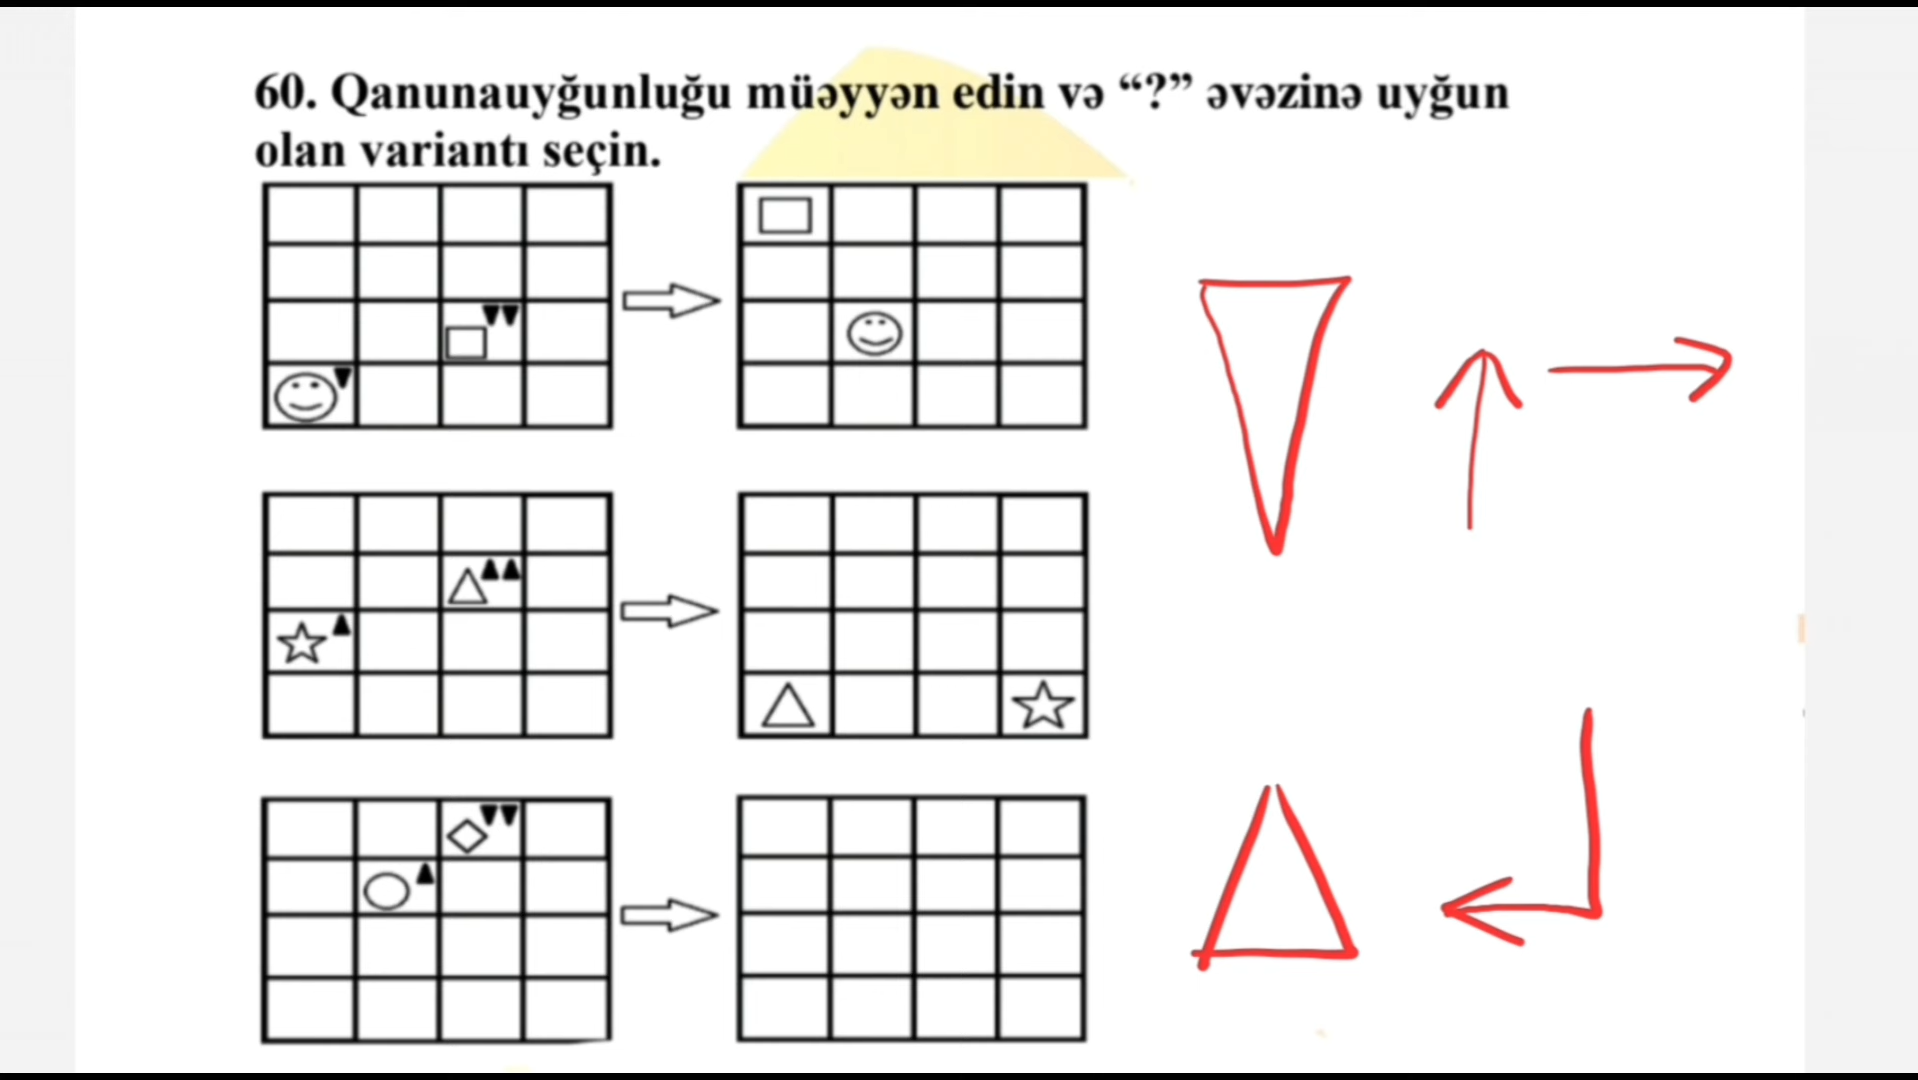 60. Qanunauyğunluğu müəyyən edin və “?” əvəzinə uyğun
olan variantı seçin.